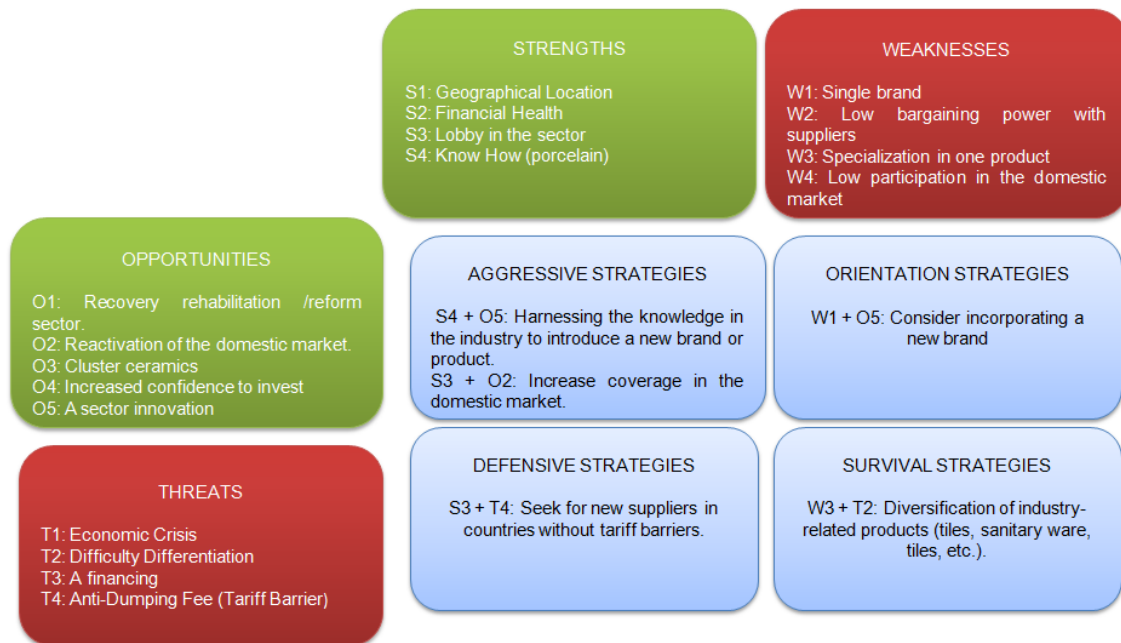 STRENGTHS
S1: Geographical Location
S2: Financial Health
S3: Lobby in the sector
S4: Know How (porcelain)
WEAKNESSES
W1: Single brand
W2: Low bargaining power with
suppliers
W3: Specialization in one product
W4: Low participation in the domestic
market
OPPORTUNITIES
O1: Recovery rehabilitation /reform
sector.
O2: Reactivation of the domestic market.
O3: Cluster ceramics
O4: Increased confidence to invest
O5: A sector innovation
AGGRESSIVE STRATEGIES
S4 + O5: Harnessing the knowledge in
the industry to introduce a new brand or
product.
S3 + O2: Increase coverage in the
domestic market.
ORIENTATION STRATEGIES
W1 + O5: Consider incorporating a
new brand
THREATS
T1: Economic Crisis
T2: Difficulty Differentiation
T3: A financing
T4: Anti-Dumping Fee (Tariff Barrier)
DEFENSIVE STRATEGIES
S3 + T4: Seek for new suppliers in
countries without tariff barriers.
SURVIVAL STRATEGIES
W3 + T2: Diversification of industry-
related products (tiles, sanitary ware,
tiles, etc.).